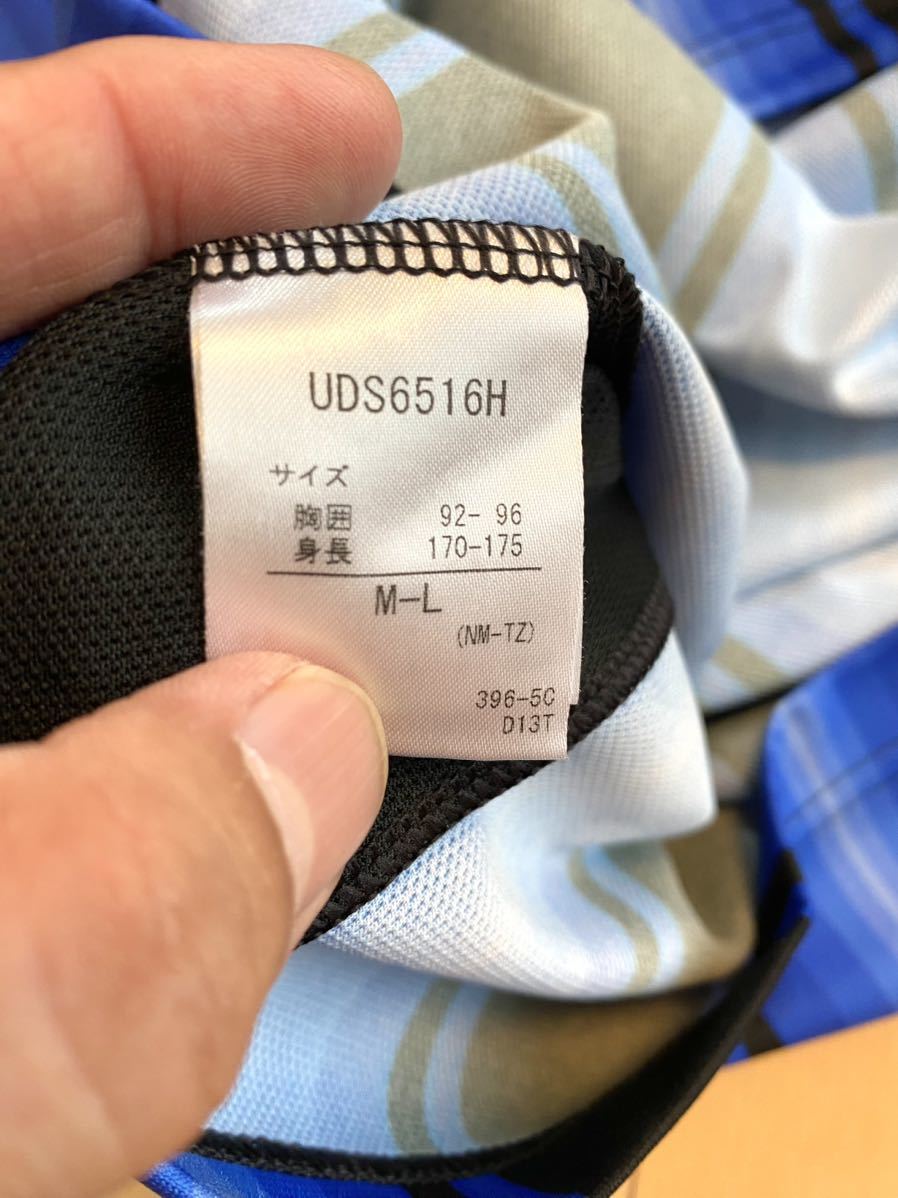 UDS6516H
サイズ
胸囲 92- 96
身長 170-175
M-L
(NM-TZ)
396-5C
D13T